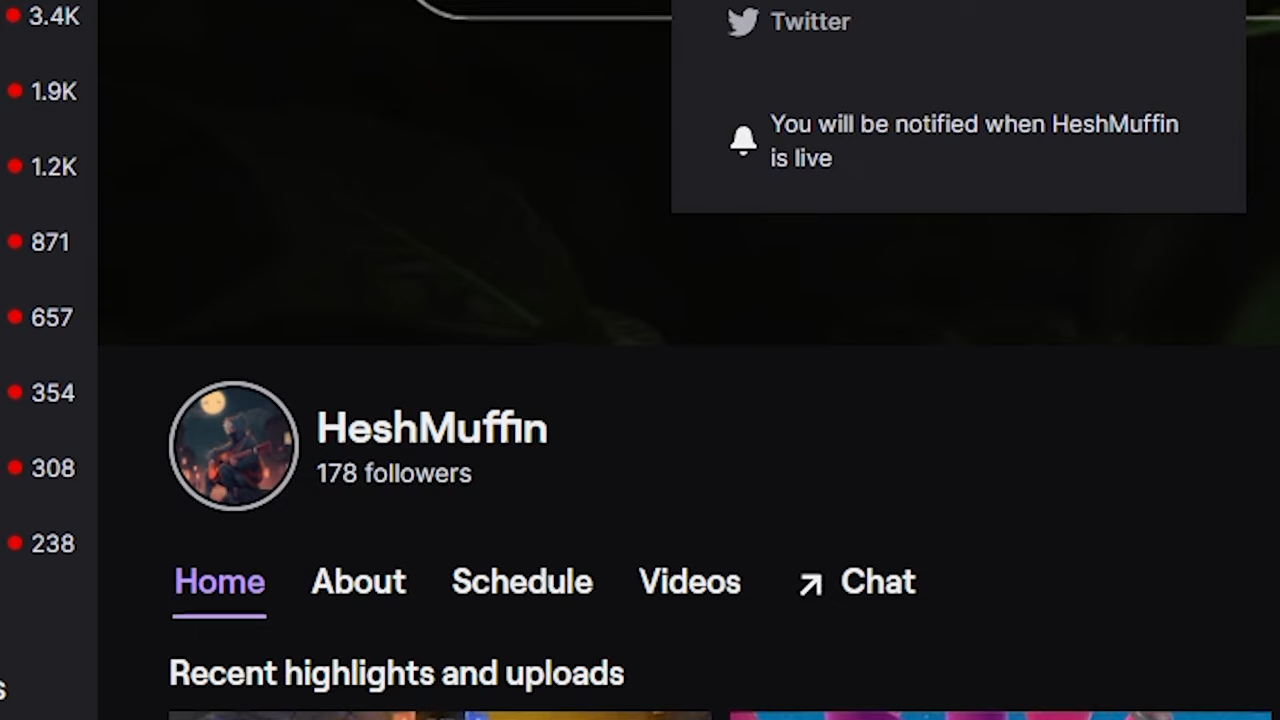 3.4K
1.9K
1.2K
871
657
354
308
238
s
Twitter
You will be notified when HeshMuffin
is live
HeshMuffin
178 followers
Home About Schedule Videos Chat
Recent highlights and uploads